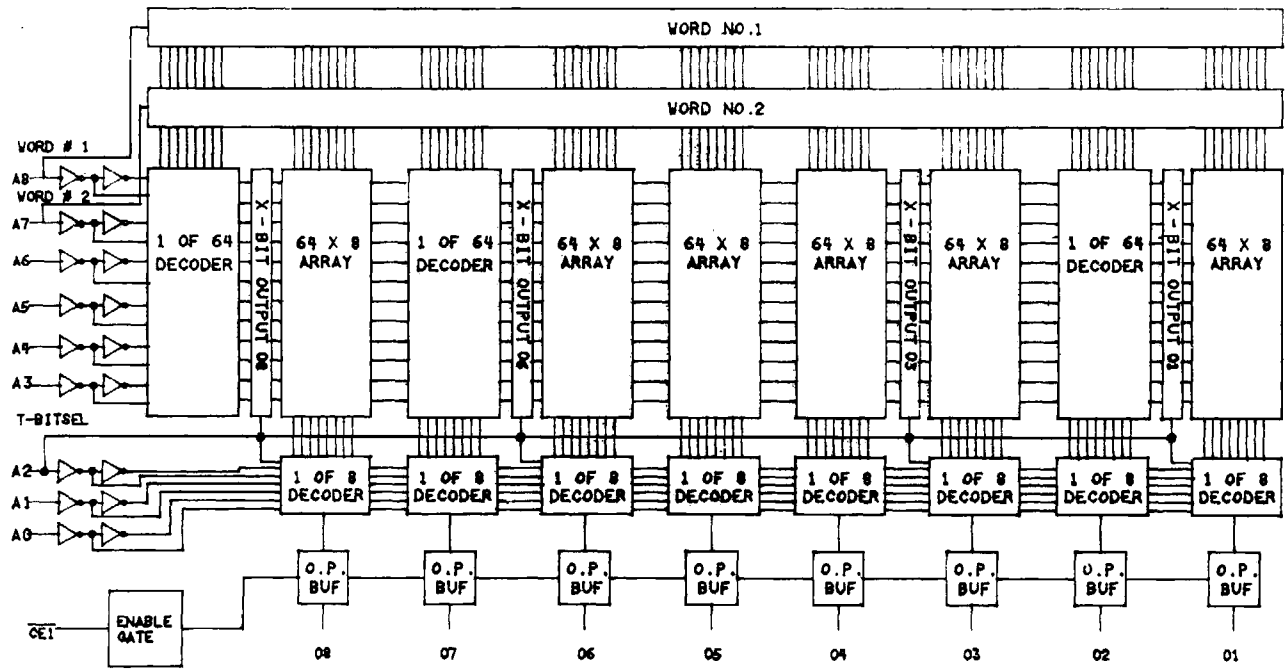 WORD NO.1
WORD NO.2
WORD # 1
A8
WORD # 2
A7
A6
A5
A4
A3
1 OF 64 DECODER
X-BIT OUTPUT 08
64 X 8 ARRAY
1 OF 64 DECODER
X-BIT OUTPUT 06
64 X 8 ARRAY
64 X 8 ARRAY
64 X 8 ARRAY
X-BIT OUTPUT 03
64 X 8 ARRAY
1 OF 64 DECODER
X-BIT OUTPUT 01
64 X 8 ARRAY
T-BITSEL
A2
A1
A0
1 OF 8 DECODER
1 OF 8 DECODER
1 OF 8 DECODER
1 OF 8 DECODER
1 OF 8 DECODER
1 OF 8 DECODER
1 OF 8 DECODER
1 OF 8 DECODER
O.P. BUF
O.P. BUF
O.P. BUF
O.P. BUF
O.P. BUF
O.P. BUF
O.P. BUF
O.P. BUF
CE1
ENABLE GATE
08
07
06
05
04
03
02
01